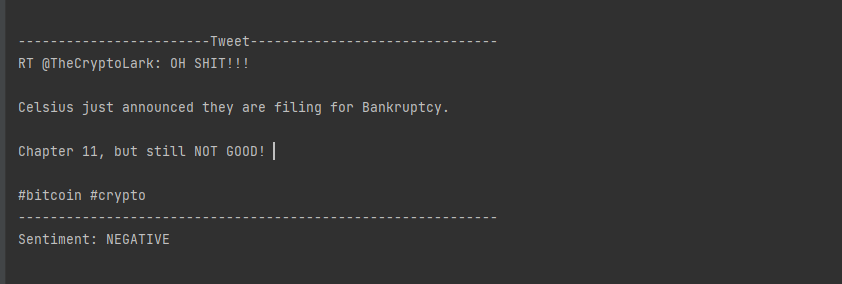 ------------------------Tweet-------------------------------
RT @TheCryptoLark: OH SHIT!!!
Celsius just announced they are filing for Bankruptcy.
Chapter 11, but still NOT GOOD!
#bitcoin #crypto
------------------------------------------------------------
Sentiment: NEGATIVE